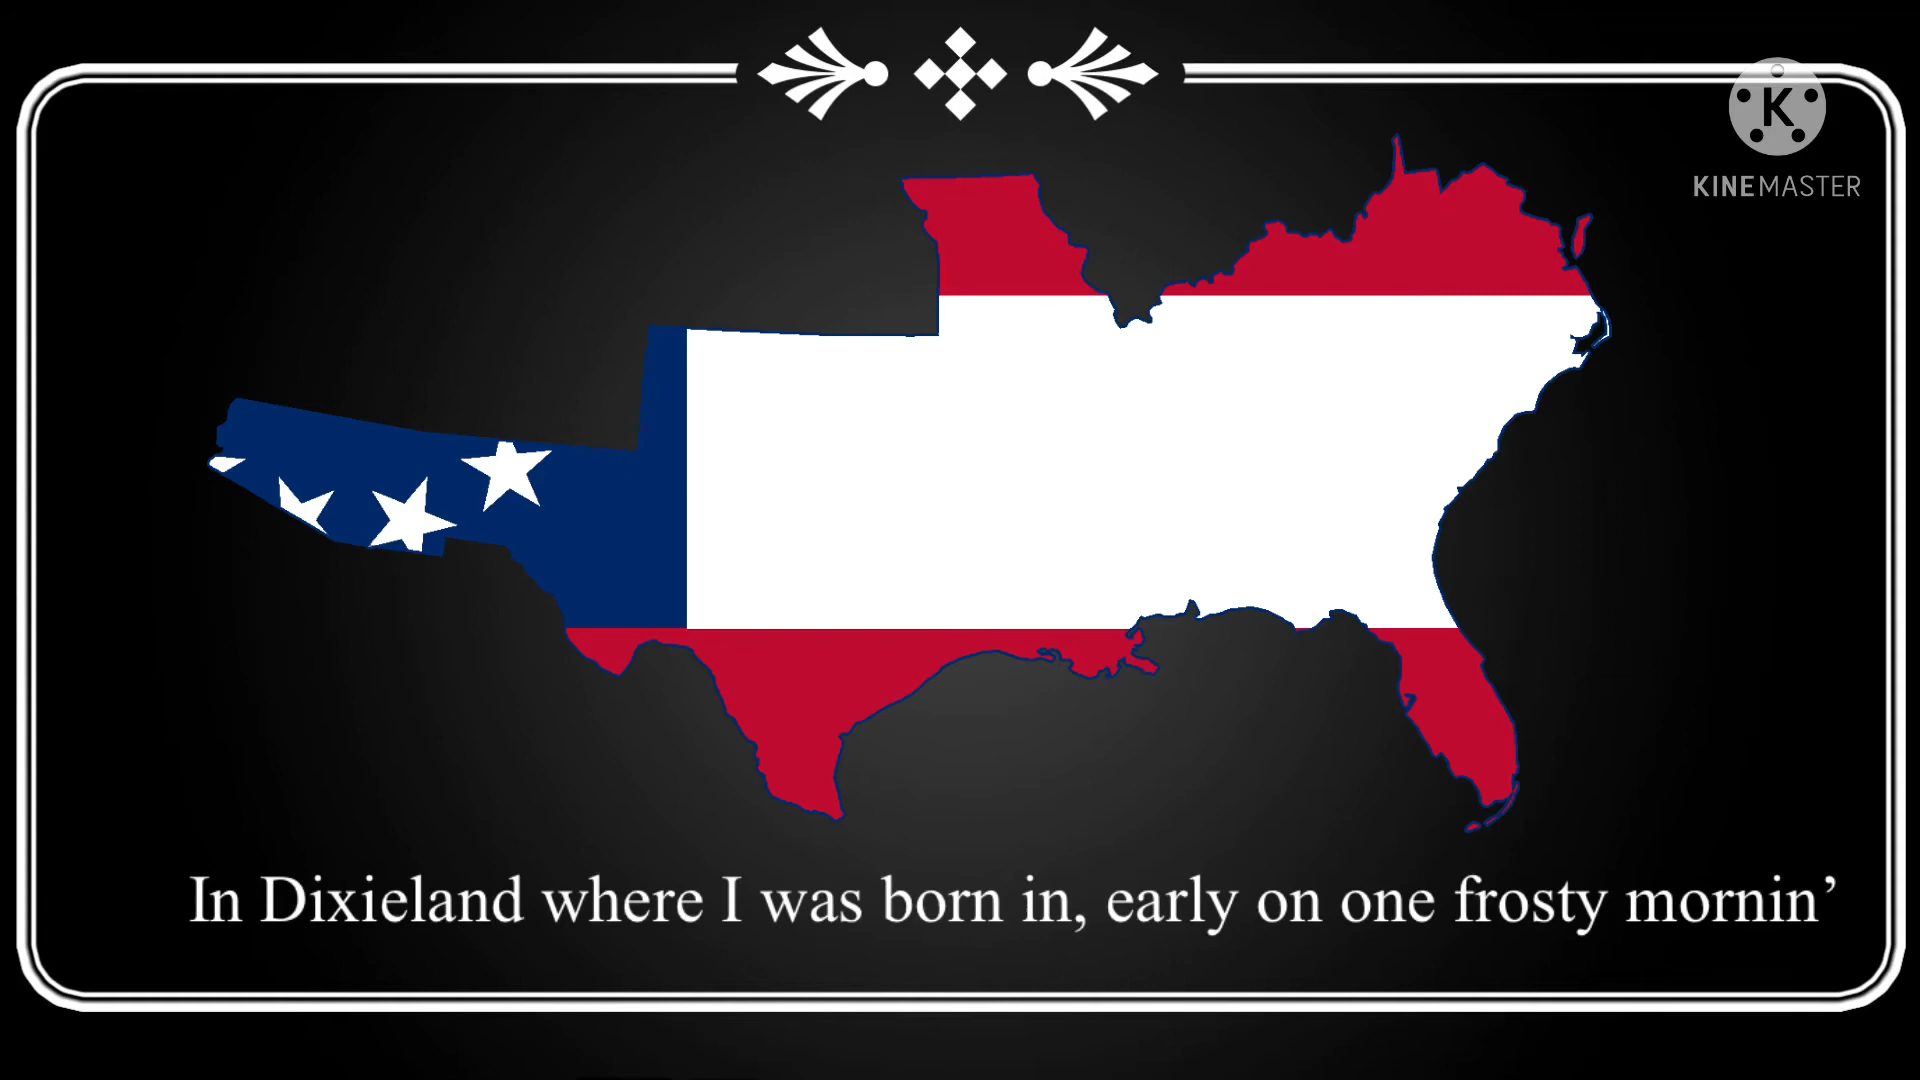 K
KINEMASTER
In Dixieland where I was born in, early on one frosty mornin’